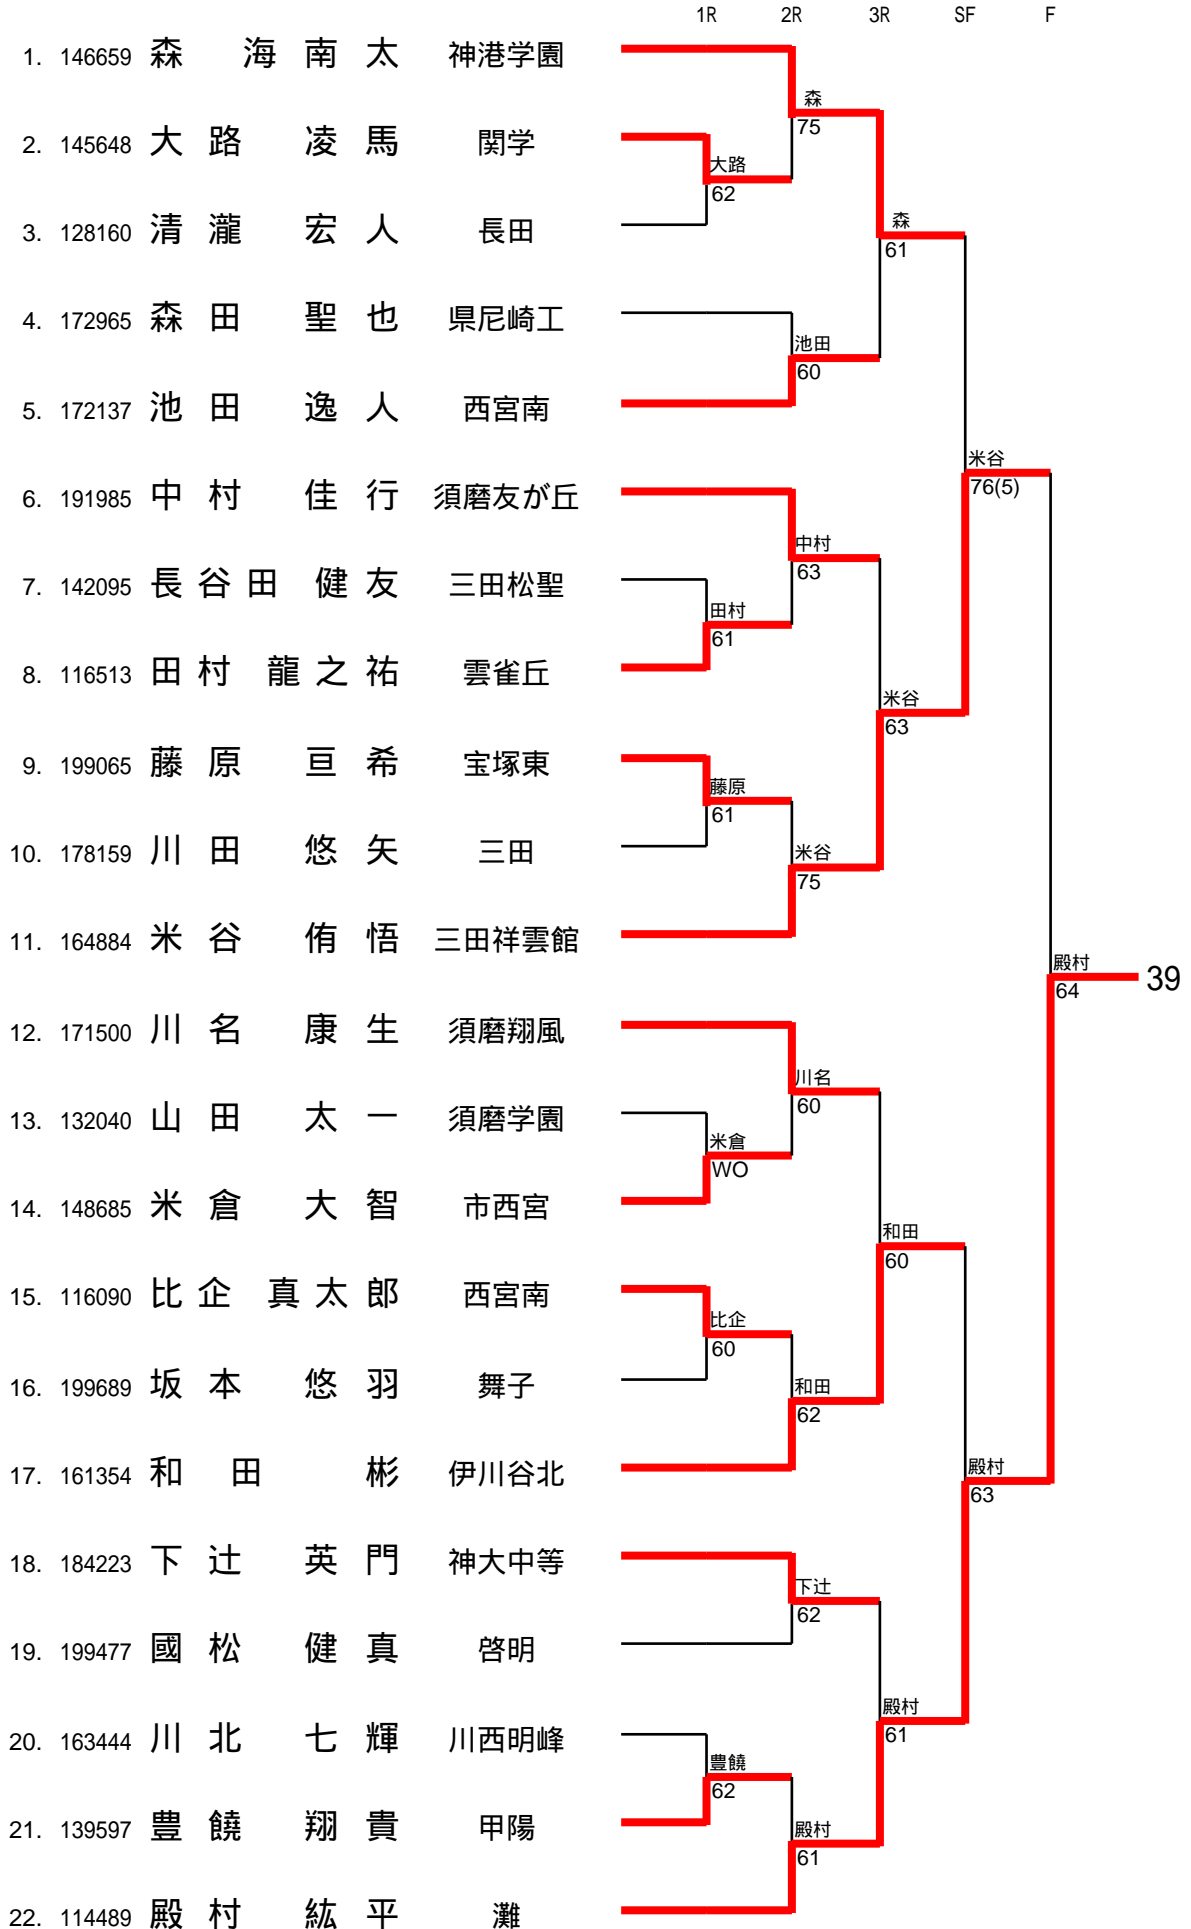 1R 2R 3R SF F
1. 146659 森 海南太 神港学園
森
75
2. 145648 大路 凌馬 関学
大路
62
3. 128160 清瀧 宏人 長田
森
61
4. 172965 森田 聖也 県尼崎工
池田
60
5. 172137 池田 逸人 西宮南
米谷
76(5)
6. 191985 中村 佳行 須磨友が丘
中村
63
7. 142095 長谷田 健友 三田松聖
田村
61
8. 116513 田村 龍之祐 雲雀丘
米谷
63
9. 199065 藤原 亘希 宝塚東
藤原
61
10. 178159 川田 悠矢 三田
米谷
75
11. 164884 米谷 侑悟 三田祥雲館
殿村
64
39
12. 171500 川名 康生 須磨翔風
川名
60
13. 132040 山田 太一 須磨学園
米倉
WO
14. 148685 米倉 大智 市西宮
和田
60
15. 116090 比企 真太郎 西宮南
比企
60
16. 199689 坂本 悠羽 舞子
和田
62
17. 161354 和田 彬 伊川谷北
殿村
63
18. 184223 下辻 英門 神大中等
下辻
62
19. 199477 國松 健真 啓明
殿村
61
20. 163444 川北 七輝 川西明峰
豊饒
62
21. 139597 豊饒 翔貴 甲陽
殿村
61
22. 114489 殿村 紘平 灘